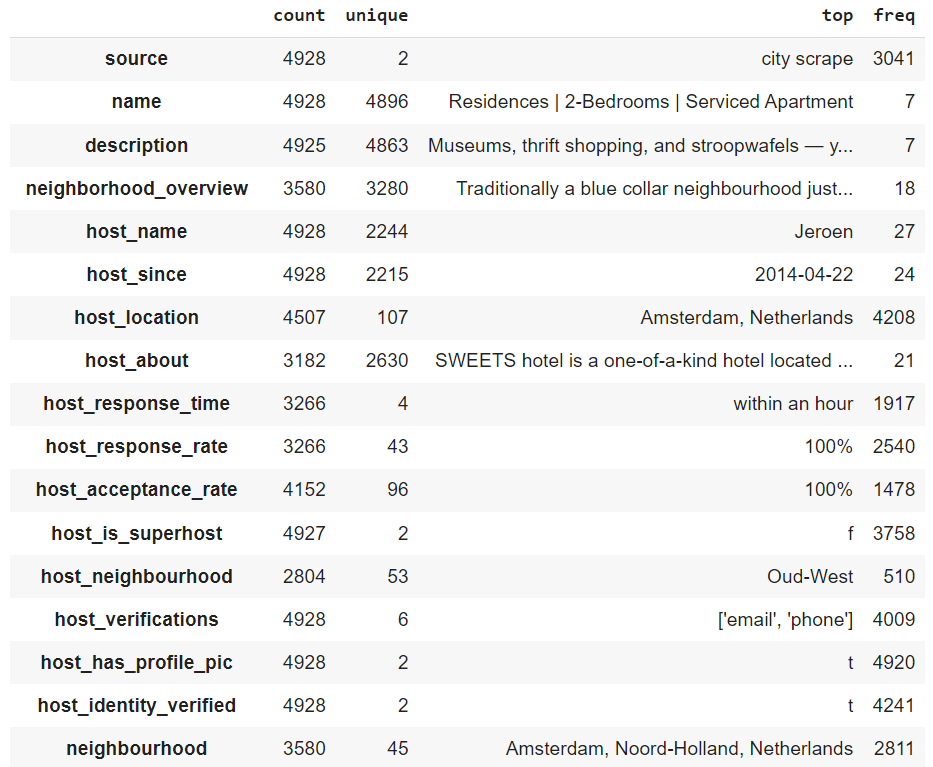 count unique top freq
source 4928 2 city scrape 3041
name 4928 4896 Residences | 2-Bedrooms | Serviced Apartment 7
description 4925 4863 Museums, thrift shopping, and stroopwafels — y... 7
neighborhood_overview 3580 3280 Traditionally a blue collar neighbourhood just... 18
host_name 4928 2244 Jeroen 27
host_since 4928 2215 2014-04-22 24
host_location 4507 107 Amsterdam, Netherlands 4208
host_about 3182 2630 SWEETS hotel is a one-of-a-kind hotel located ... 21
host_response_time 3266 4 within an hour 1917
host_response_rate 3266 43 100% 2540
host_acceptance_rate 4152 96 100% 1478
host_is_superhost 4927 2 f 3758
host_neighbourhood 2804 53 Oud-West 510
host_verifications 4928 6 ['email', 'phone'] 4009
host_has_profile_pic 4928 2 t 4920
host_identity_verified 4928 2 t 4241
neighbourhood 3580 45 Amsterdam, Noord-Holland, Netherlands 2811